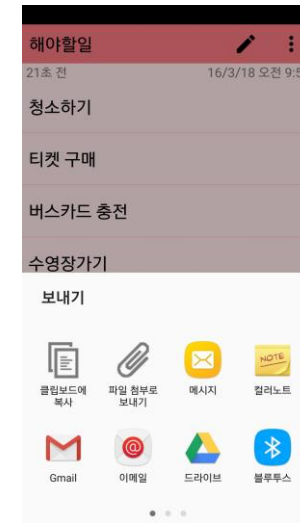 해야할일
21초 전 16/3/18 오전 9:5
청소하기
티켓 구매
버스카드 충전
수영장가기
보내기
클립보드에 복사
파일 첨부로 보내기
메시지
컬러노트
NOTE
Gmail
이메일
드라이브
블루투스